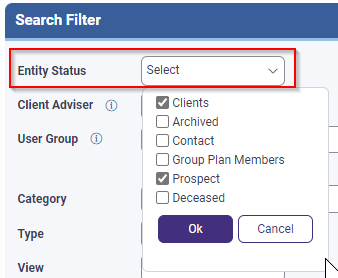 Search Filter
Entity Status Select
Client Adviser
Clients
Archived
User Group
Contact
Group Plan Members
Category
Prospect
Deceased
Type
Ok Cancel
View